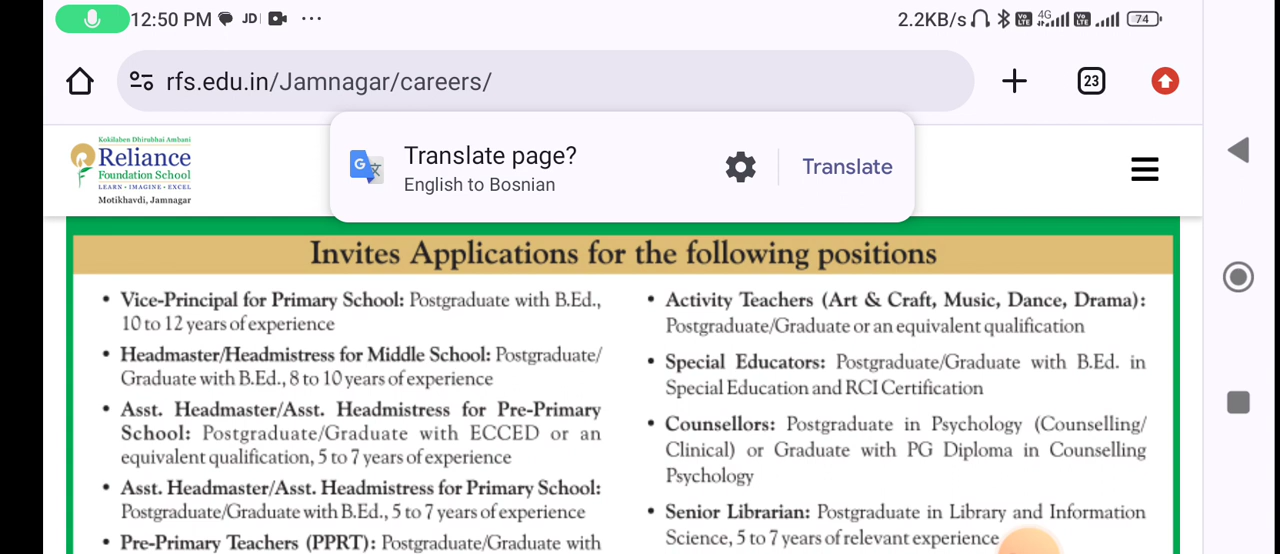 12:50 PM JD ...
2.2KB/s 4G Vo LTE Vo LTE 74
rfs.edu.in/Jamnagar/careers/
23
Kokilaben Dhirubhai Ambani
Reliance
Foundation School
LEARN • IMAGINE • EXCEL
Motikhavdi, Jamnagar
Translate page?
English to Bosnian
Translate
Invites Applications for the following positions
• Vice-Principal for Primary School: Postgraduate with B.Ed.,
10 to 12 years of experience
• Headmaster/Headmistress for Middle School: Postgraduate/
Graduate with B.Ed., 8 to 10 years of experience
• Asst. Headmaster/Asst. Headmistress for Pre-Primary
School: Postgraduate/Graduate with ECCED or an
equivalent qualification, 5 to 7 years of experience
• Asst. Headmaster/Asst. Headmistress for Primary School:
Postgraduate/Graduate with B.Ed., 5 to 7 years of experience
• Pre-Primary Teachers (PPRT): Postgraduate/Graduate with
• Activity Teachers (Art & Craft, Music, Dance, Drama):
Postgraduate/Graduate or an equivalent qualification
• Special Educators: Postgraduate/Graduate with B.Ed. in
Special Education and RCI Certification
• Counsellors: Postgraduate in Psychology (Counselling/
Clinical) or Graduate with PG Diploma in Counselling
Psychology
• Senior Librarian: Postgraduate in Library and Information
Science, 5 to 7 years of relevant experience